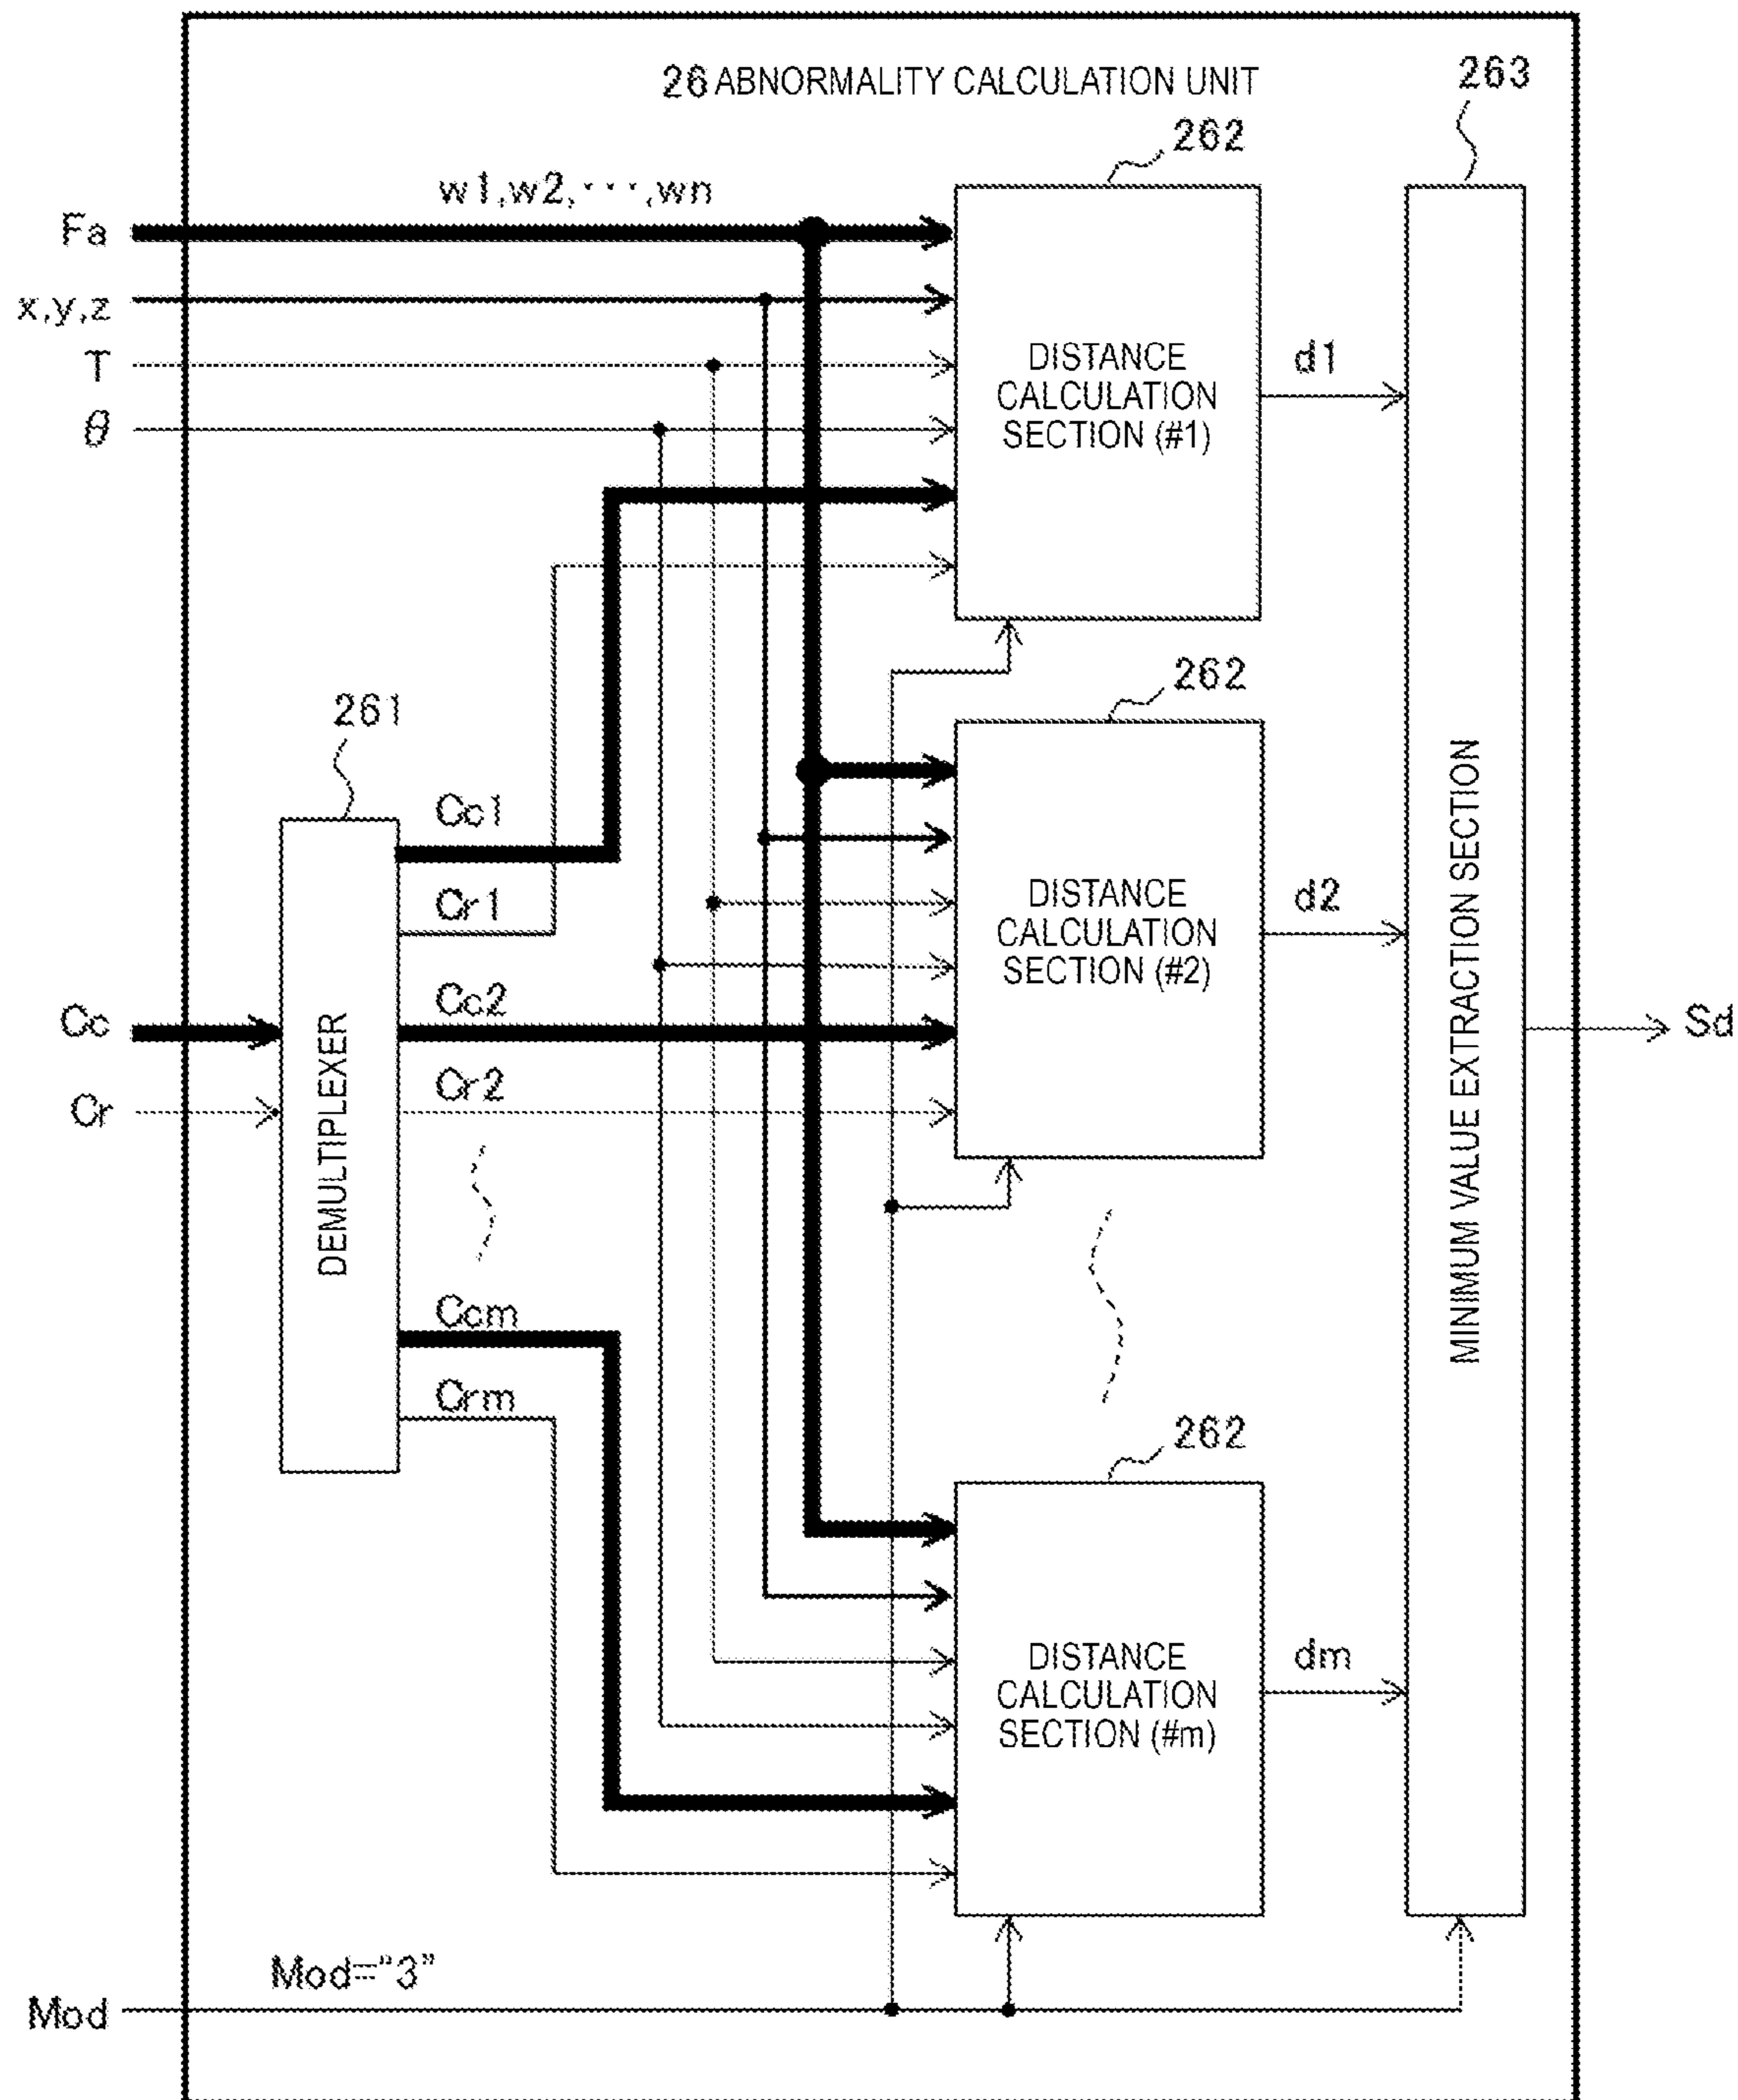 26 ABNORMALITY CALCULATION UNIT
263
262
w1,w2,・・・,wn
Fa
x,y,z
T
θ
DISTANCE
CALCULATION
SECTION (#1)
d1
262
261
Cc1
Cr1
DISTANCE
CALCULATION
SECTION (#2)
d2
Cc
Cc2
Cr
Cr2
DEMULTIPLEXER
MINIMUM VALUE EXTRACTION SECTION
Sd
Ccm
Crm
262
DISTANCE
CALCULATION
SECTION (#m)
dm
Mod="3"
Mod